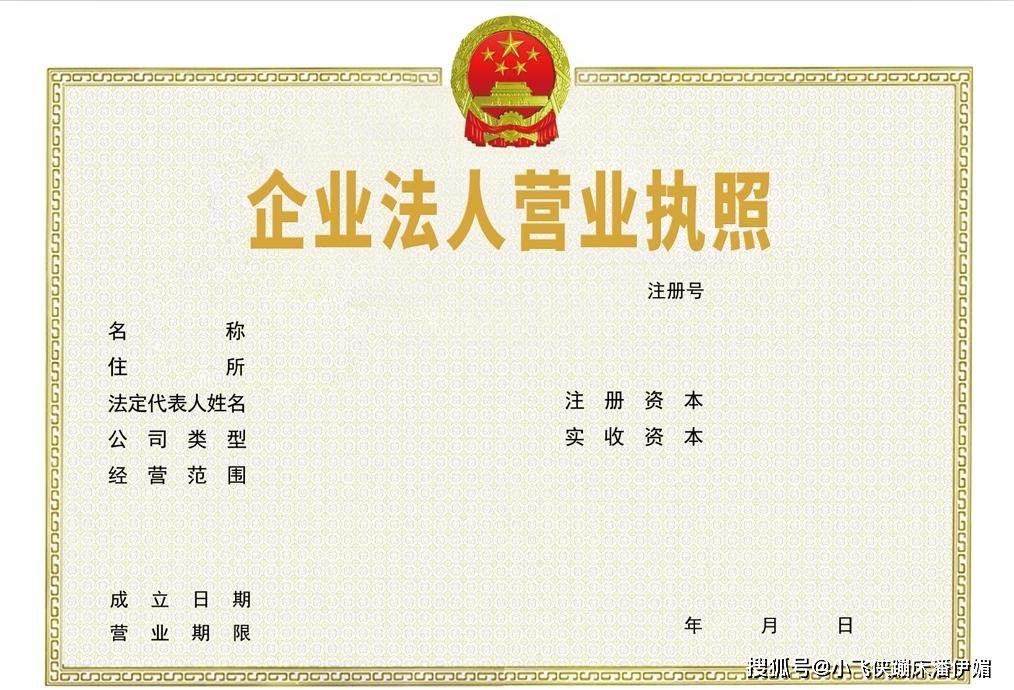 企业法人营业执照
注册号
名 称
住 所
法定代表人姓名
注 册 资 本
公 司 类 型
实 收 资 本
经 营 范 围
成 立 日 期
营 业 期 限
年 月 日
搜狐号@小飞侠蹦床潘伊媚